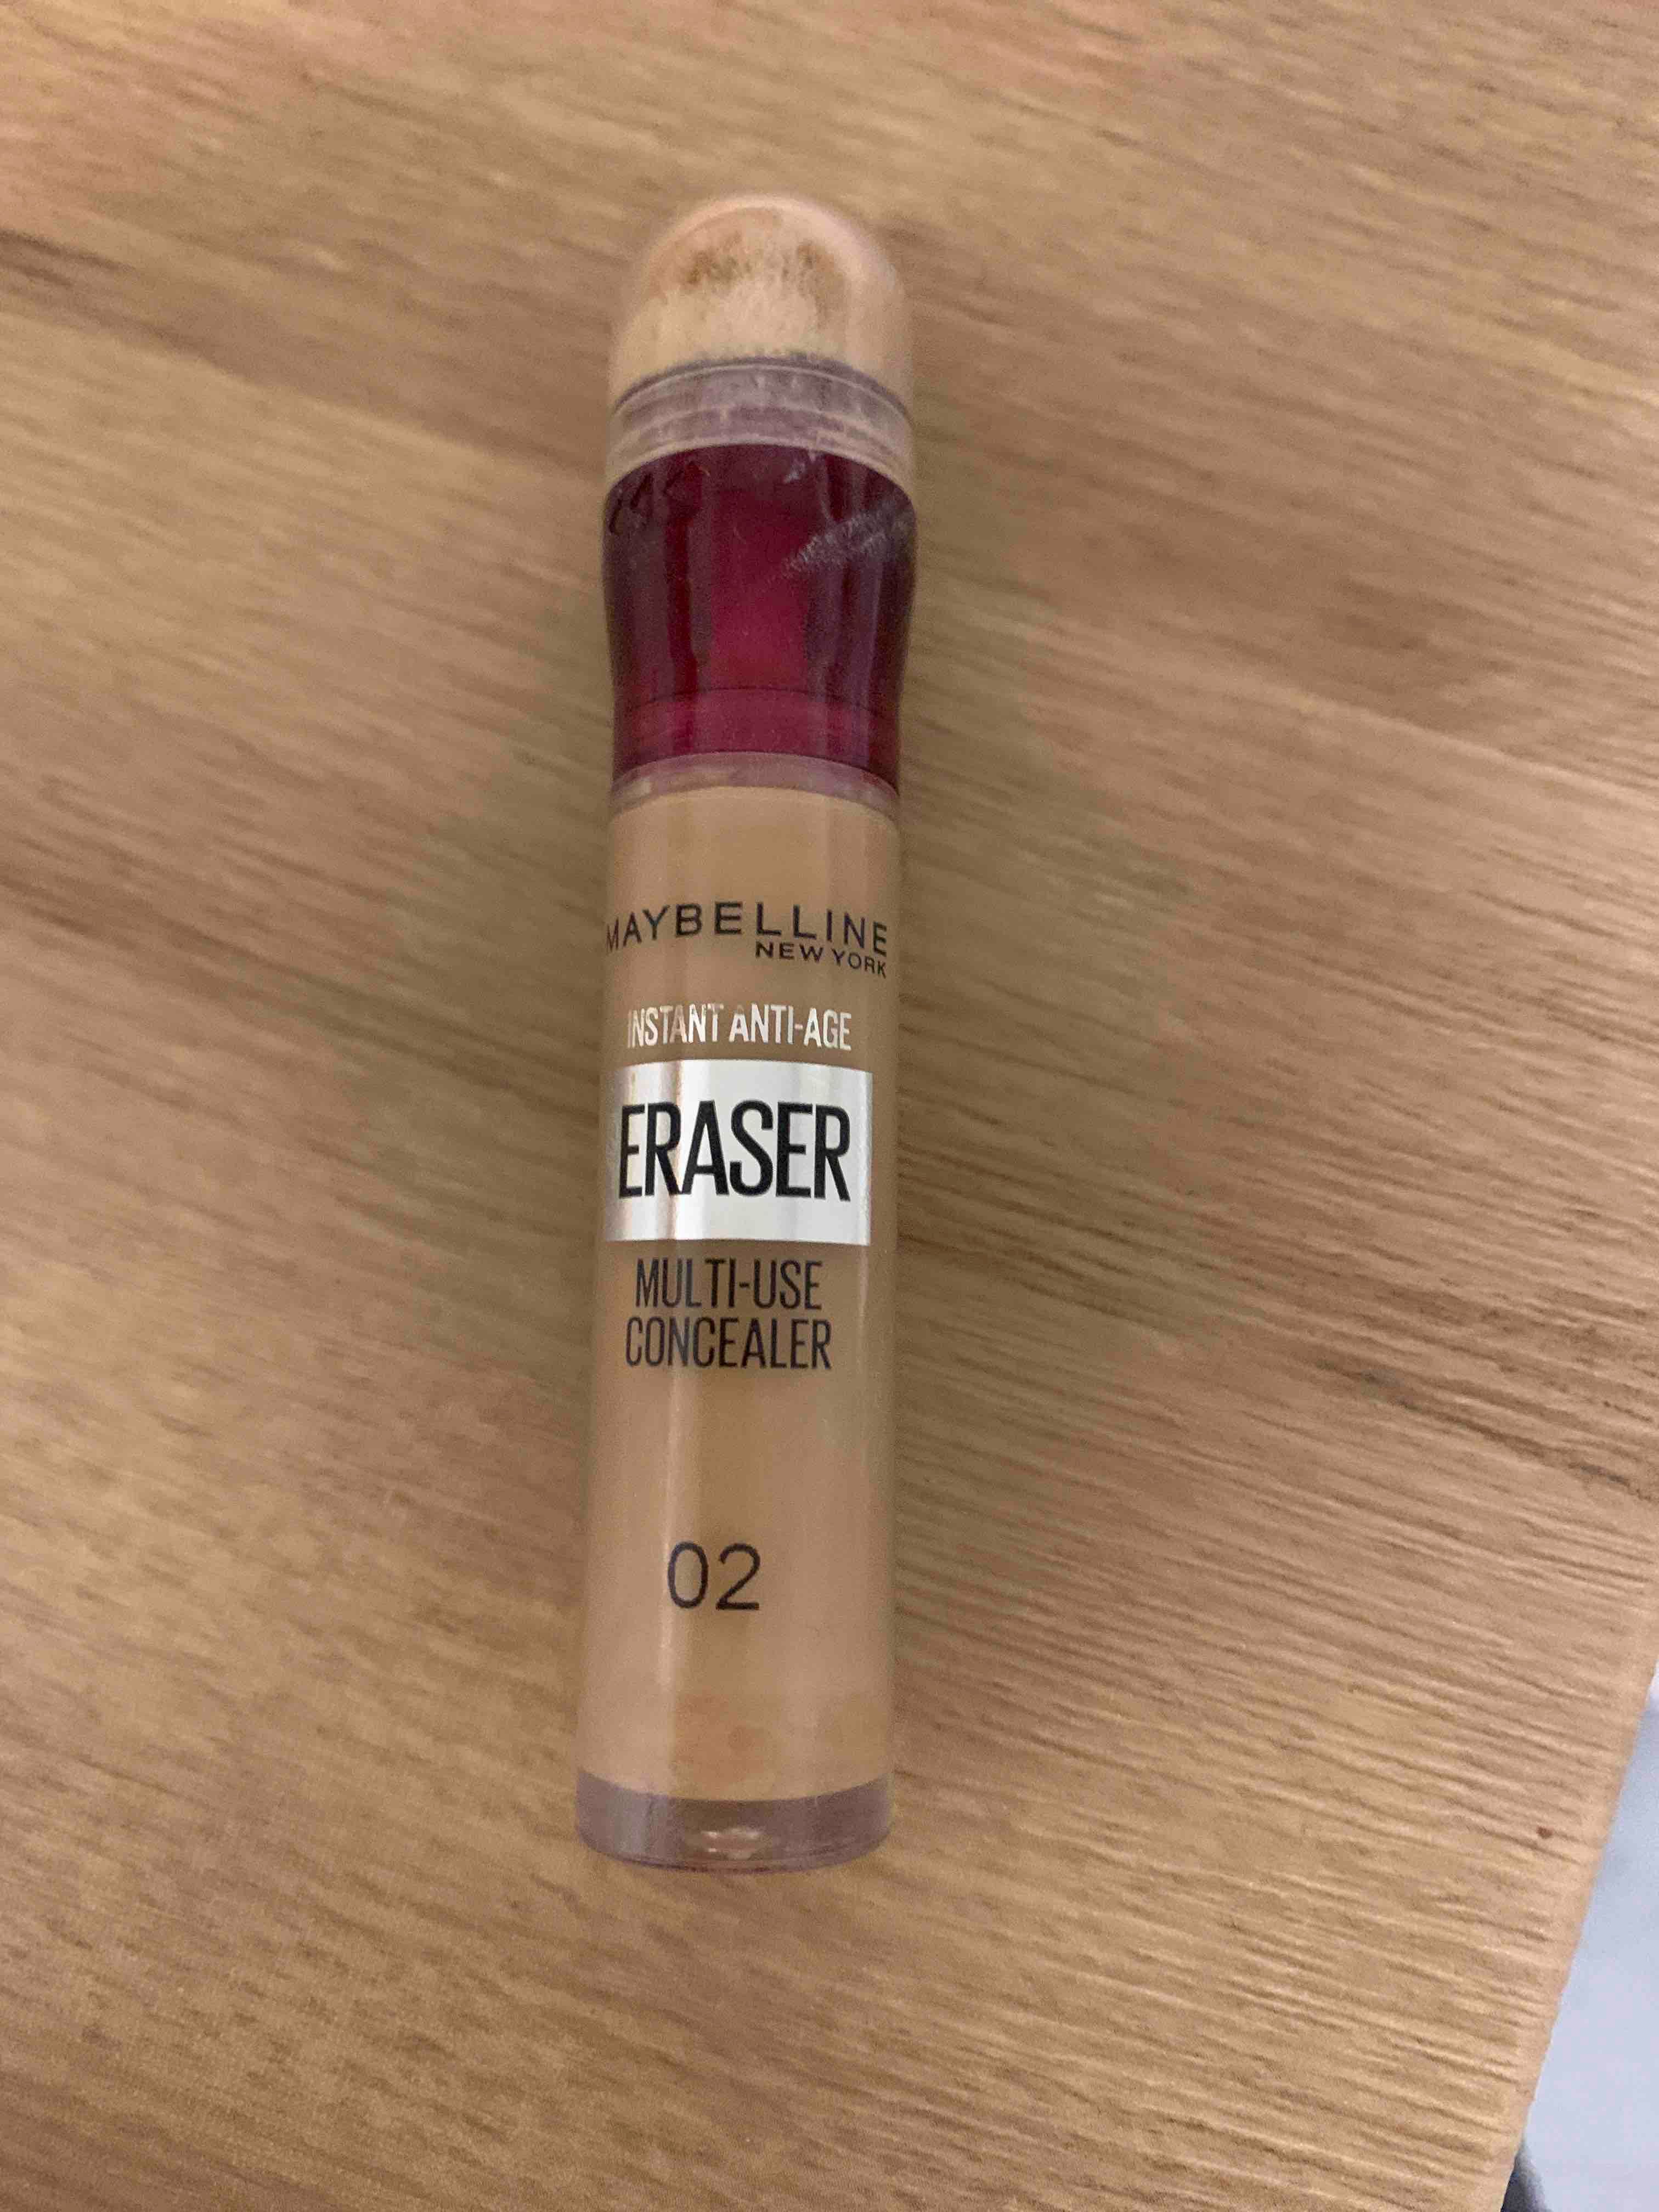 MAYBELLINE
NEW YORK
INSTANT ANTI-AGE
ERASER
MULTI-USE
CONCEALER
02